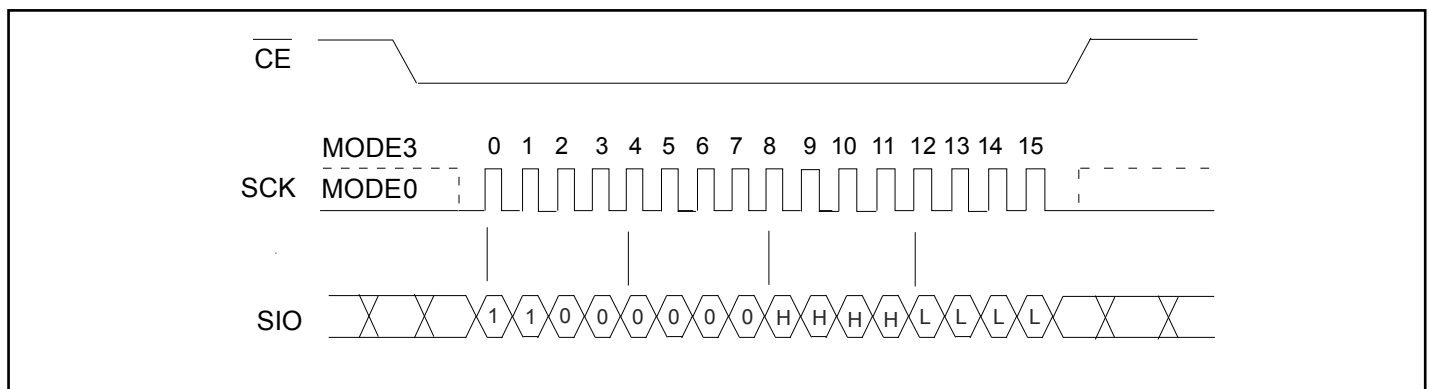 CE
MODE3 0 1 2 3 4 5 6 7 8 9 10 11 12 13 14 15
SCK MODE0
SIO 1 1 0 0 0 0 0 0 H H H H L L L L